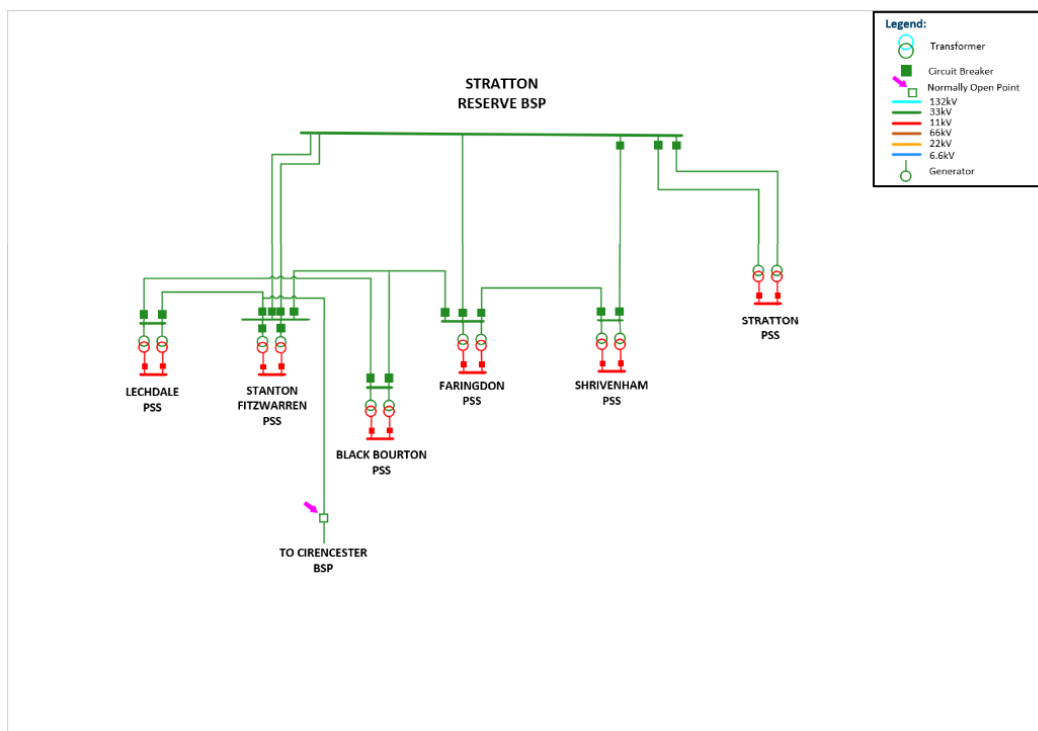 Legend:
Transformer
Circuit Breaker
Normally Open Point
132kV
33kV
11kV
66kV
22kV
6.6kV
Generator
STRATTON
RESERVE BSP
STRATTON
PSS
LECHDALE
PSS
STANTON
FITZWARREN
PSS
FARINGDON
PSS
SHRIVENHAM
PSS
BLACK BOURTON
PSS
TO CIRENCESTER
BSP